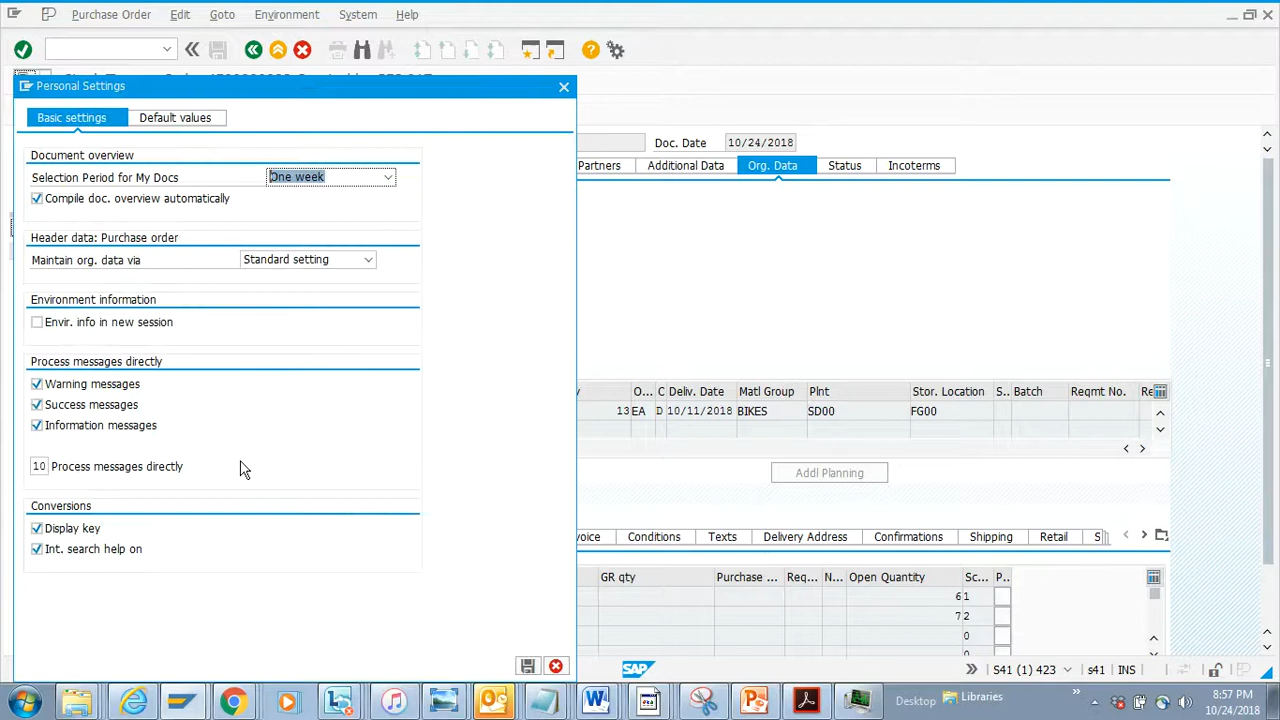 Purchase Order Edit Goto Environment System Help
Personal Settings
Basic settings Default values
Document overview
Selection period for My Docs One week
Compile doc. overview automatically
Header data: Purchase order
Maintain org. data via Standard setting
Environment information
Envir. info in new session
Process messages directly
Warning messages
Success messages
Information messages
10 Process messages directly
Conversions
Display key
Int. search help on
Doc. Date 10/24/2018
Partners Additional Data Org. Data Status Incoterms
O... C Deliv. Date Matl Group Plnt Stor. Location S.. Batch Reqmt No. Re
13 EA D 10/11/2018 BIKES SD00 FG00
Addl Planning
voice Conditions Texts Delivery Address Confirmations Shipping Retail S
GR qty Purchase ... Req... N... Open Quantity Sc... P..
6 1
7 2
0
0
SAP S41 (1) 423 s41 INS
Desktop Libraries
8:57 PM
10/24/2018